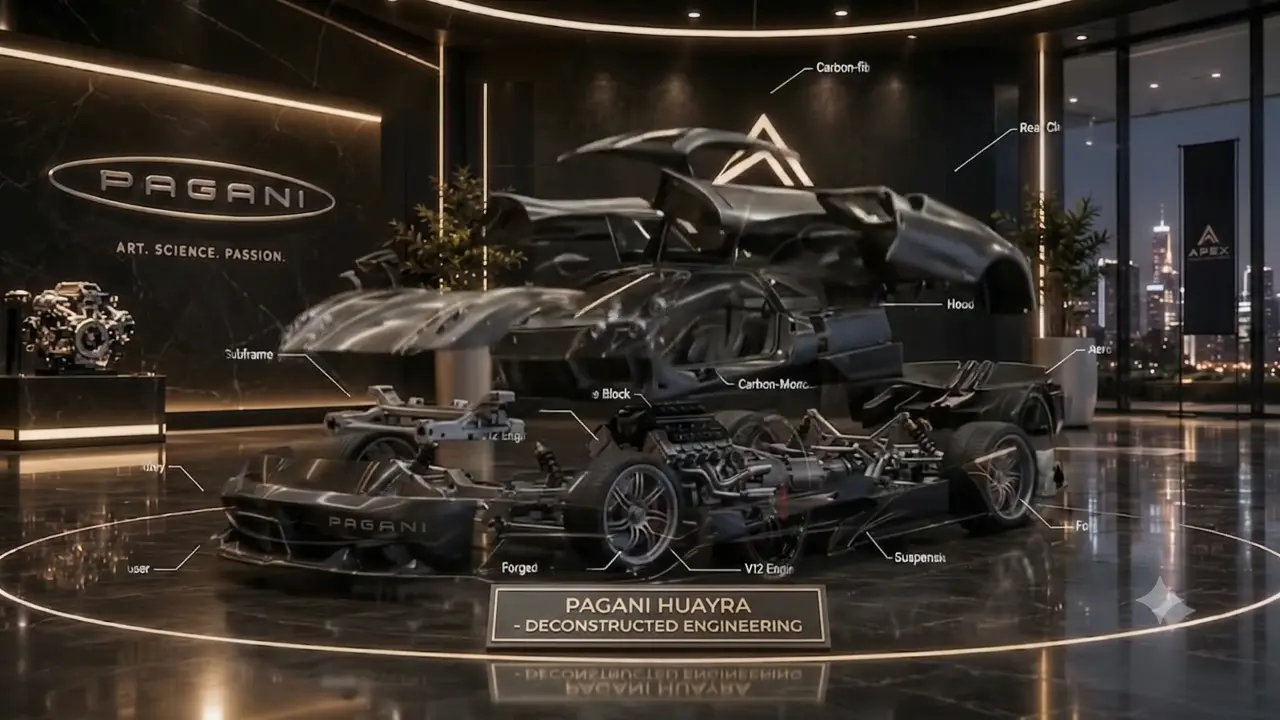 Carbon-fib
Rear Cl
PAGANI
ART. SCIENCE. PASSION.
APEX
Hood
Subframe
Aero
Carbon-Mono
e Block
V12 Engi
PAGANI
user
Forged
V12 Engin
Suspensi
PAGANI HUAYRA
- DECONSTRUCTED ENGINEERING